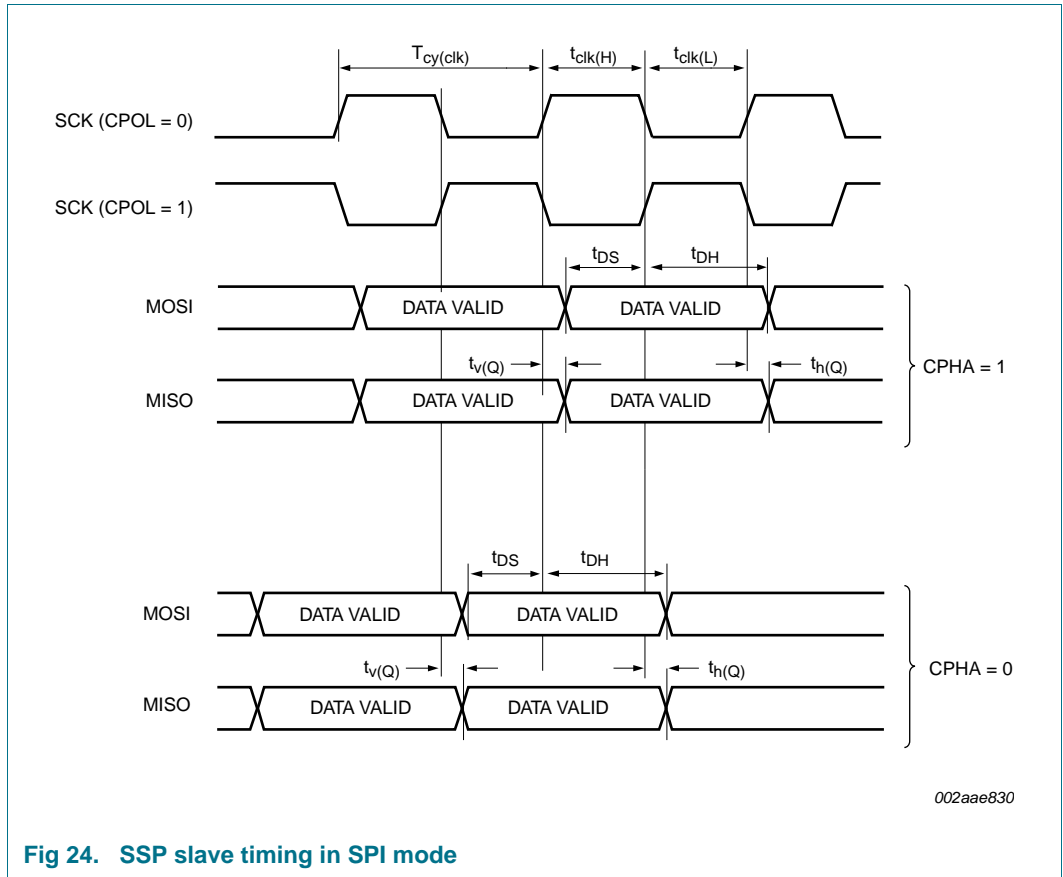 Tcy(clk) tclk(H) tclk(L)
SCK (CPOL = 0)
SCK (CPOL = 1)
tDS tDH
MOSI DATA VALID DATA VALID
tv(Q) th(Q)
CPHA = 1
MISO DATA VALID DATA VALID
tDS tDH
MOSI DATA VALID DATA VALID
tv(Q) th(Q)
CPHA = 0
MISO DATA VALID DATA VALID
002aae830
Fig 24. SSP slave timing in SPI mode